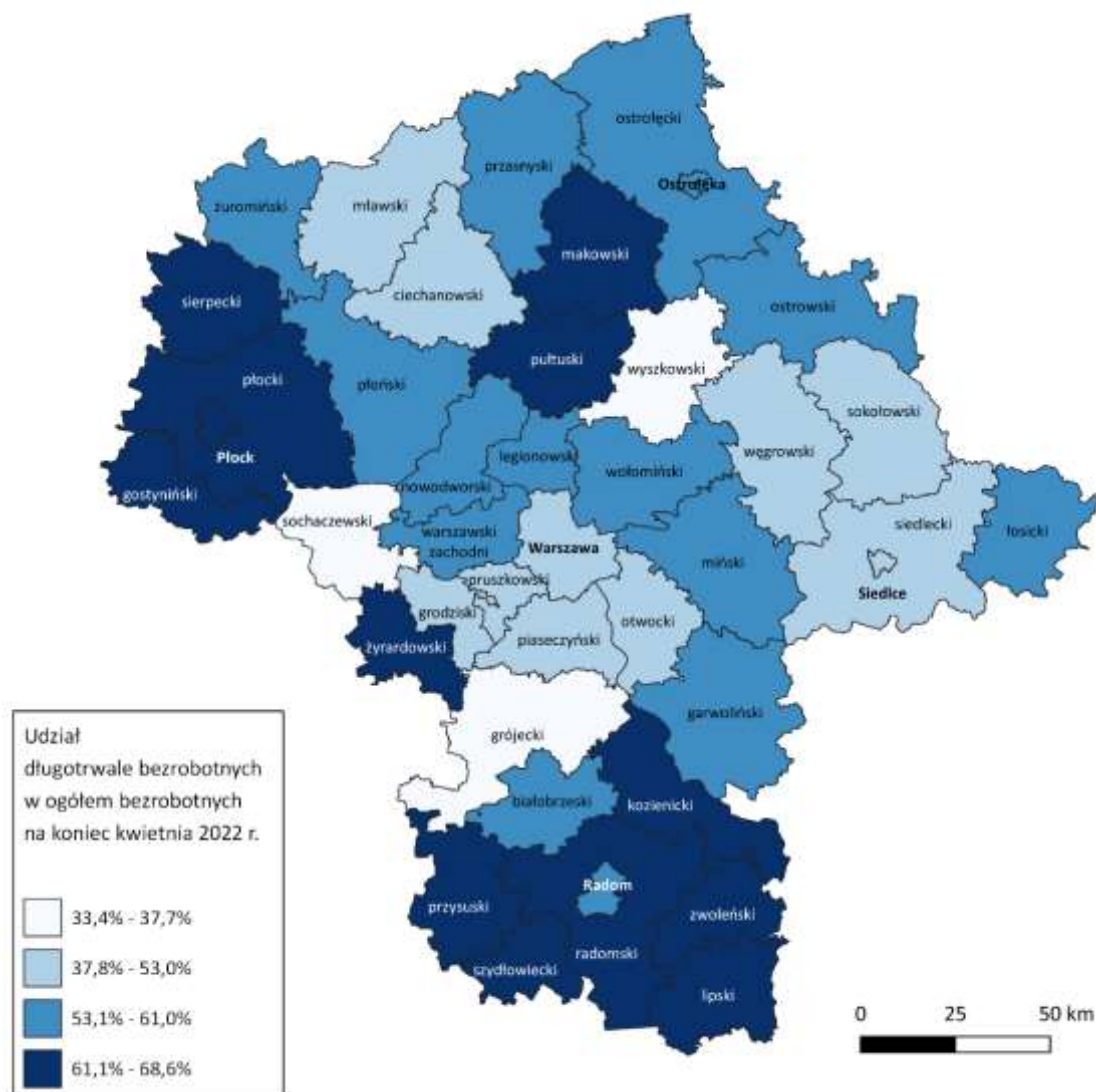 ostrołęcki
przasnyski
Ostrołęka
żuromiński
mławski
makowski
ciechanowski
sierpecki
ostrowski
pułtuski
płocki
płoński
wyszkowski
sokołowski
węgrowski
legionowski
wołomiński
Płock
nowodworski
gostyniński
sochaczewski
siedlecki
łosicki
warszawski
zachodni
Warszawa
miński
pruszkowski
Siedlce
grodziski
otwocki
piaseczyński
żyrardowski
garwoliński
grójecki
białobrzeski
kozienicki
Radom
przysuski
zwoleński
radomski
szydłowiecki
lipski
Udział
długotrwale bezrobotnych
w ogółem bezrobotnych
na koniec kwietnia 2022 r.
33,4% - 37,7%
37,8% - 53,0%
53,1% - 61,0%
61,1% - 68,6%
0 25 50 km